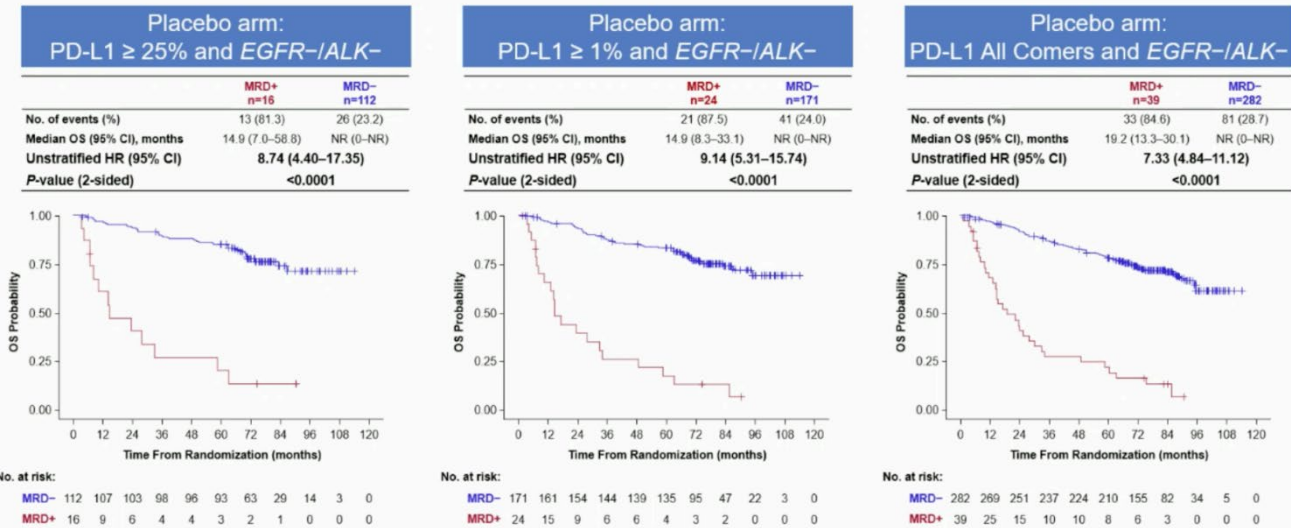 Placebo arm:
PD-L1 ≥ 25% and EGFR−/ALK−
MRD+ MRD−
n=16 n=112
No. of events (%) 13 (81.3) 26 (23.2)
Median OS (95% CI), months 14.9 (7.0–58.8) NR (0–NR)
Unstratified HR (95% CI) 8.74 (4.40–17.35)
P-value (2-sided) <0.0001
1.00
0.75
0.50
0.25
0.00
OS Probability
0 12 24 36 48 60 72 84 96 108 120
Time From Randomization (months)
No. at risk:
MRD− 112 107 103 98 96 93 63 29 14 3 0
MRD+ 16 9 6 4 4 3 2 1 0 0 0
Placebo arm:
PD-L1 ≥ 1% and EGFR−/ALK−
MRD+ MRD−
n=24 n=171
No. of events (%) 21 (87.5) 41 (24.0)
Median OS (95% CI), months 14.9 (8.3–33.1) NR (0–NR)
Unstratified HR (95% CI) 9.14 (5.31–15.74)
P-value (2-sided) <0.0001
1.00
0.75
0.50
0.25
0.00
OS Probability
0 12 24 36 48 60 72 84 96 108 120
Time From Randomization (months)
No. at risk:
MRD− 171 161 154 144 139 135 95 47 22 3 0
MRD+ 24 15 9 6 6 4 3 2 0 0 0
Placebo arm:
PD-L1 All Comers and EGFR−/ALK−
MRD+ MRD−
n=39 n=282
No. of events (%) 33 (84.6) 81 (28.7)
Median OS (95% CI), months 19.2 (13.3–30.1) NR (0–NR)
Unstratified HR (95% CI) 7.33 (4.84–11.12)
P-value (2-sided) <0.0001
1.00
0.75
0.50
0.25
0.00
OS Probability
0 12 24 36 48 60 72 84 96 108 120
Time From Randomization (months)
No. at risk:
MRD− 282 269 251 237 224 210 155 82 34 5 0
MRD+ 39 25 15 10 10 8 6 3 0 0 0